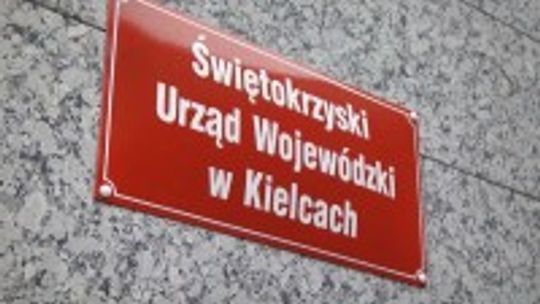 Świętokrzyski
Urząd Wojewódzki
w Kielcach